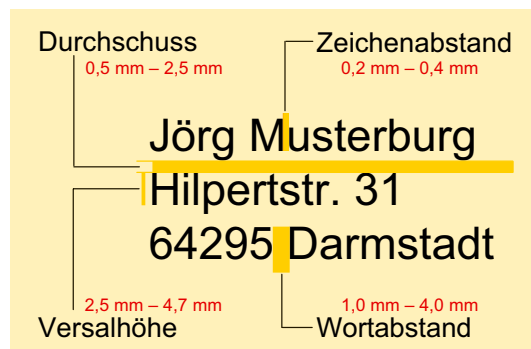 Durchschuss
0,5 mm – 2,5 mm
Zeichenabstand
0,2 mm – 0,4 mm
Jörg Musterburg
Hilpertstr. 31
64295 Darmstadt
2,5 mm – 4,7 mm
Versalhöhe
1,0 mm – 4,0 mm
Wortabstand